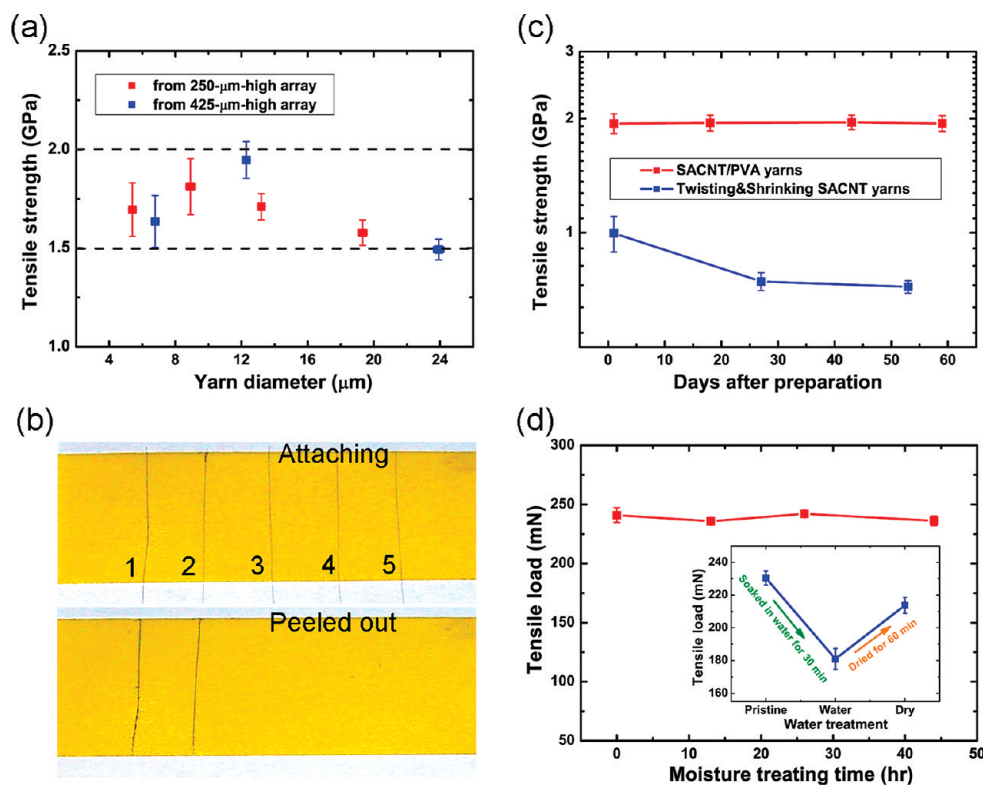 (a)
2.5
2.0
1.5
1.0
Tensile strength (GPa)
from 250-μm-high array
from 425-μm-high array
4 8 12 16 20 24
Yarn diameter (μm)
(c)
3
2
1
Tensile strength (GPa)
SACNT/PVA yarns
Twisting&Shrinking SACNT yarns
0 10 20 30 40 50 60
Days after preparation
(b)
Attaching
1 2 3 4 5
Peeled out
(d)
300
250
200
150
100
50
Tensile load (mN)
240
220
200
180
160
Tensile load (mN)
Soaked in water for 30 min
Dried for 60 min
Pristine Water Dry
Water treatment
0 10 20 30 40 50
Moisture treating time (hr)